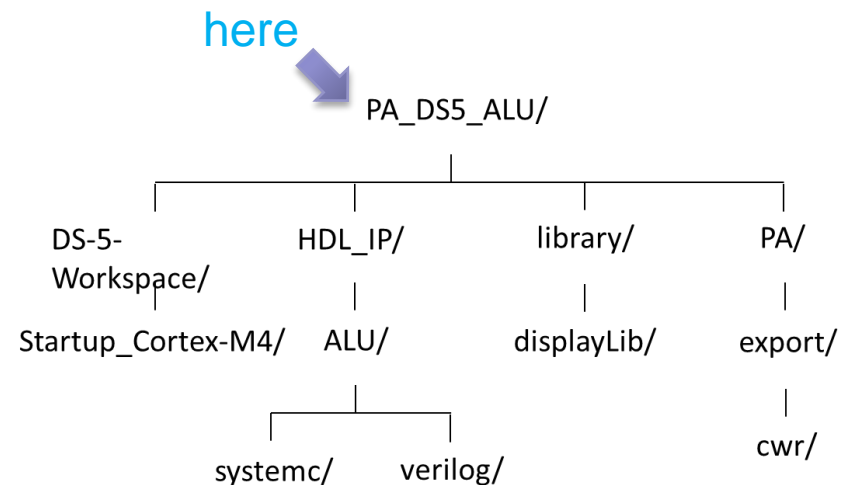 here
PA_DS5_ALU/
DS-5-
Workspace/
HDL_IP/
library/
PA/
Startup_Cortex-M4/
ALU/
displayLib/
export/
systemc/
verilog/
cwr/